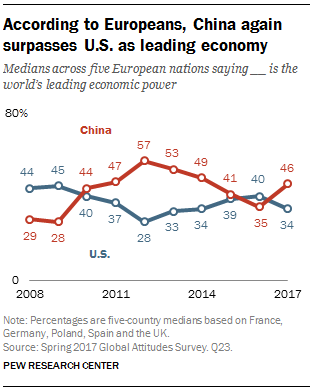 According to Europeans, China again
surpasses U.S. as leading economy
Medians across five European nations saying __ is the
world's leading economic power
80%
China
57
53
44 45 44 47 49 41 40 46
40 37 39 35 34
29 28 28 33 34
U.S.
0
2008 2011 2014 2017
Note: Percentages are five-country medians based on France,
Germany, Poland, Spain and the UK.
Source: Spring 2017 Global Attitudes Survey. Q23.
PEW RESEARCH CENTER